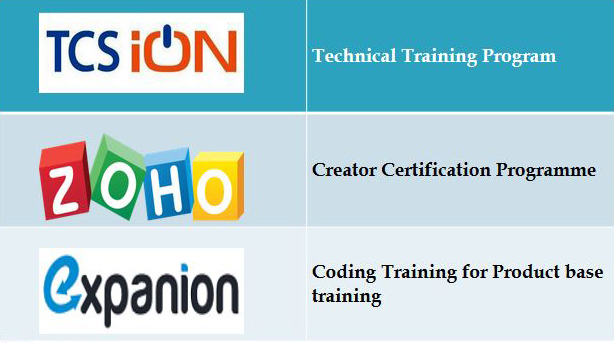 TCS iON
Technical Training Program
ZOHO
Creator Certification Programme
expanion
Coding Training for Product base
training